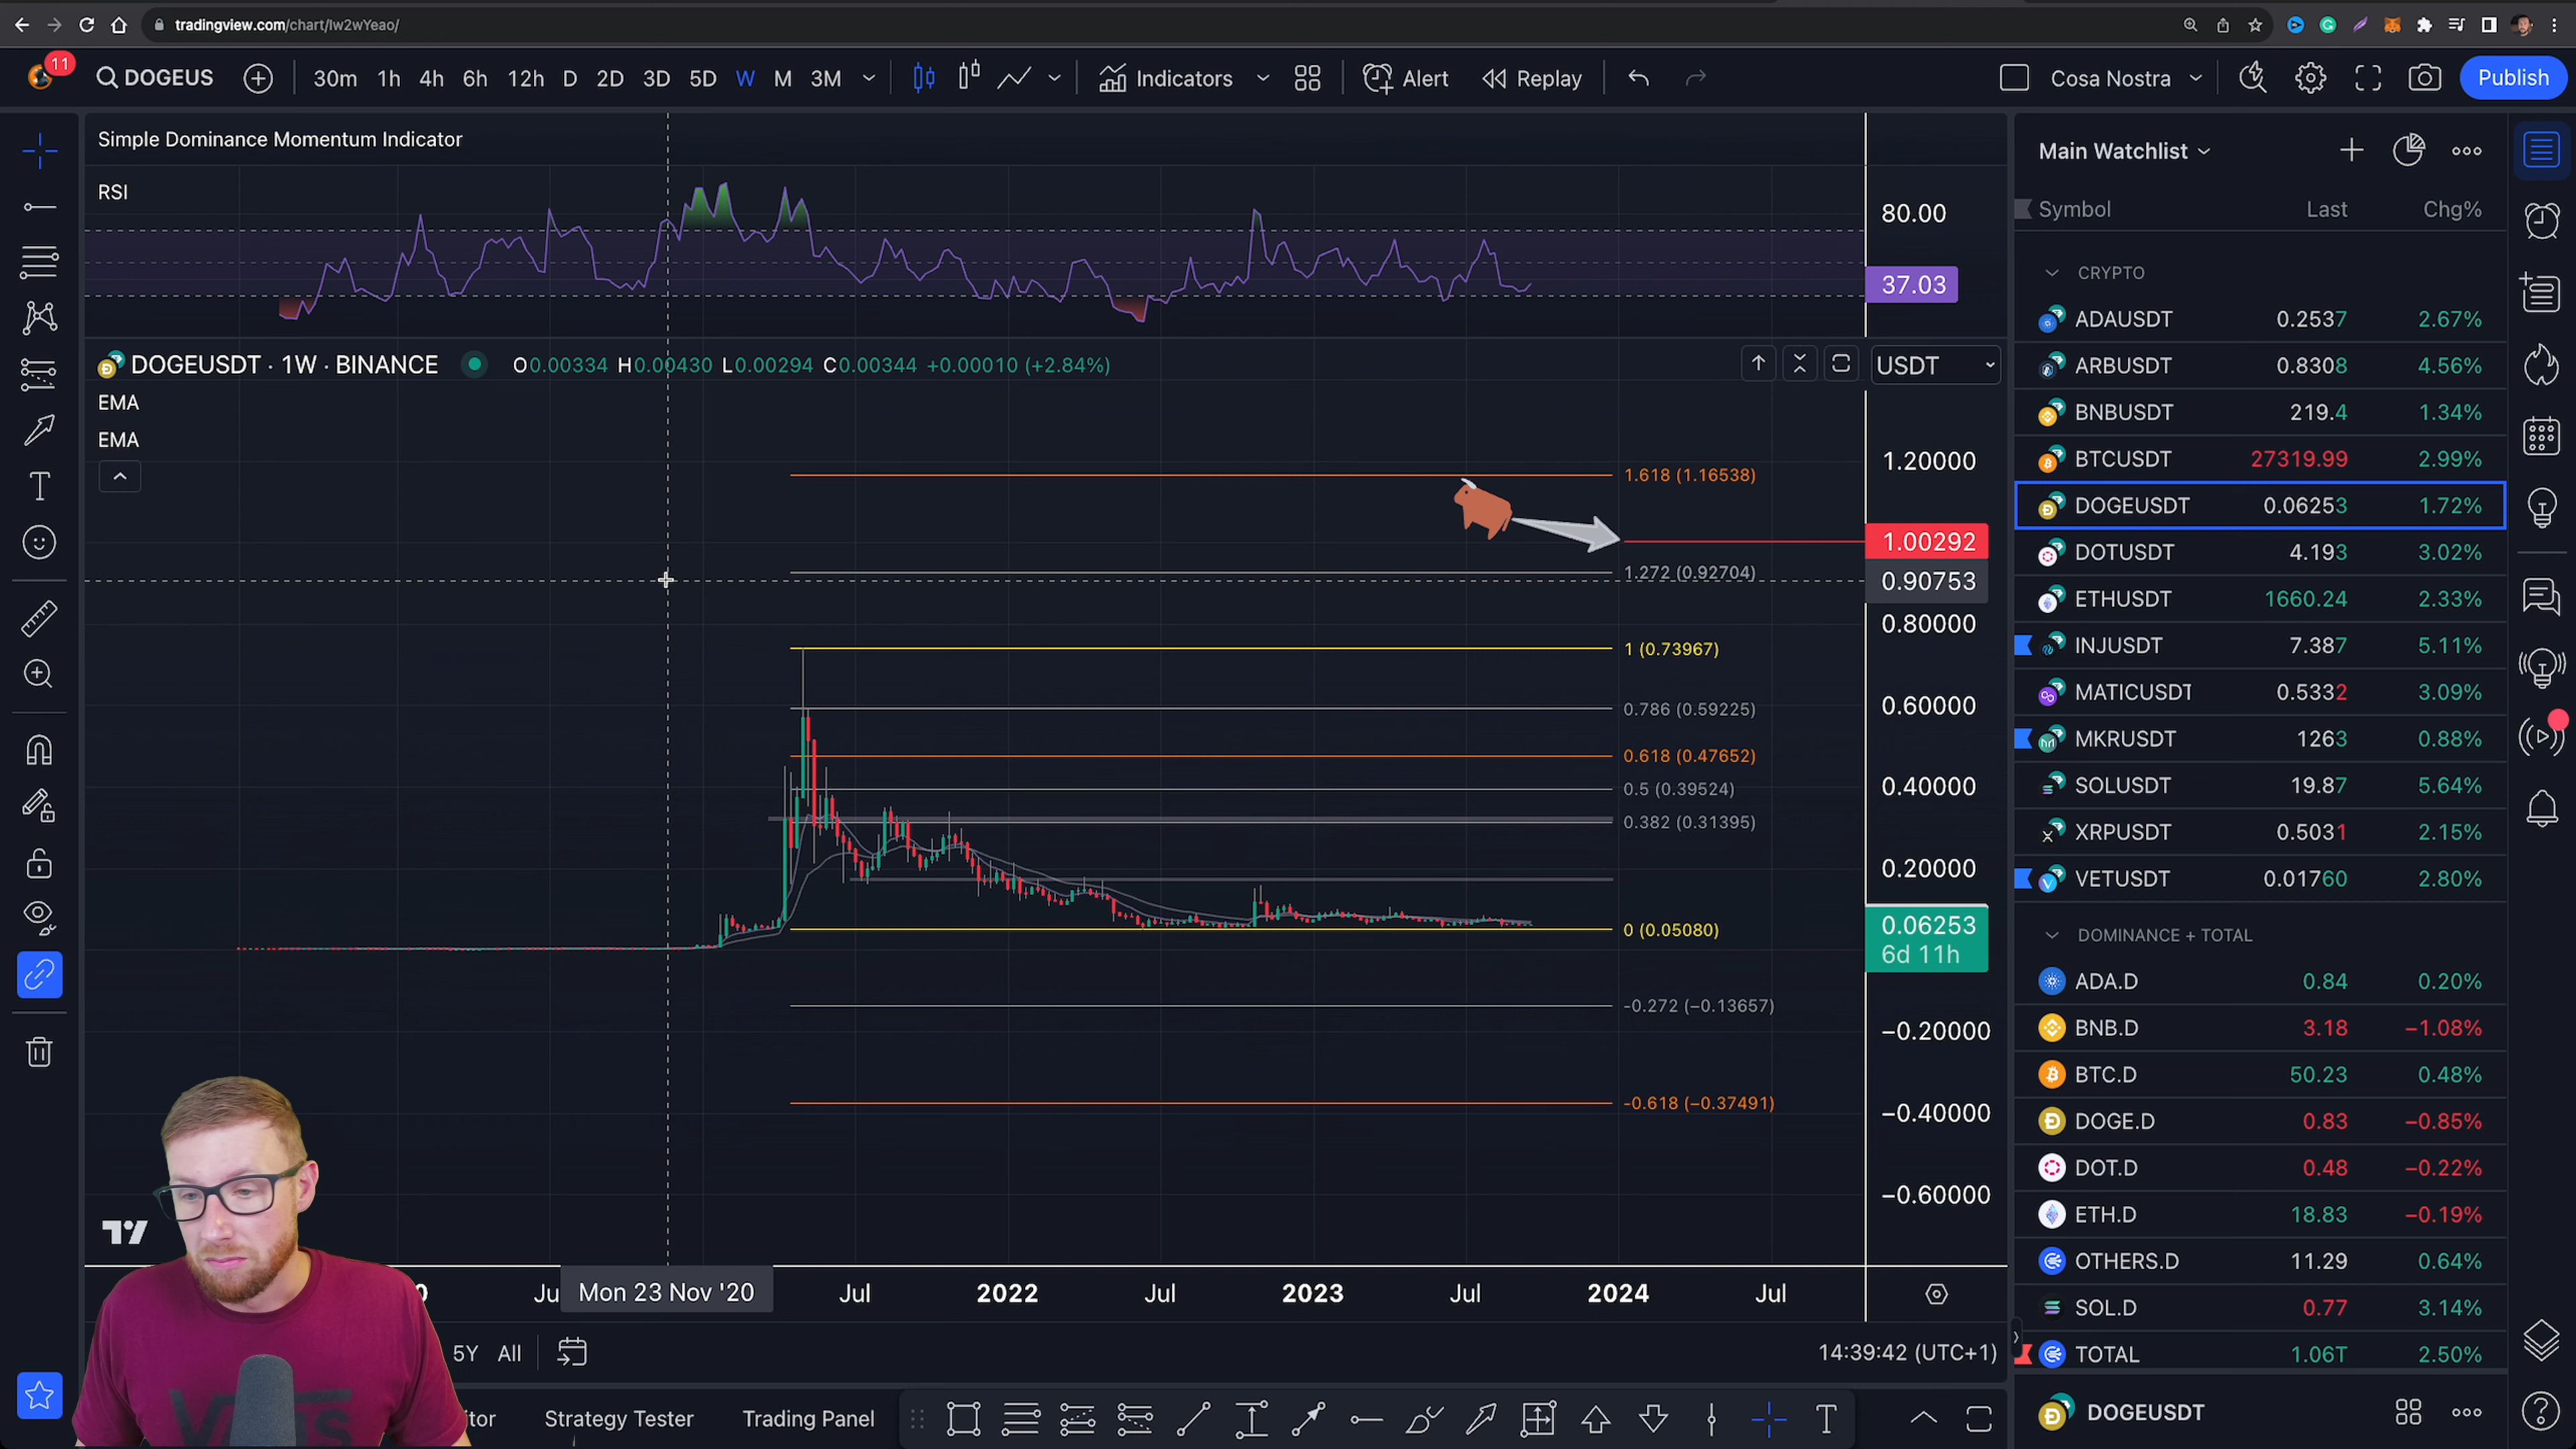 tradingview.com/chart/Iw2wYeao/
11
DOGEUS 30m 1h 4h 6h 12h D 2D 3D 5D W M 3M Indicators Alert Replay Cosa Nostra Publish
Simple Dominance Momentum Indicator
RSI
80.00
37.03
DOGEUSDT · 1W · BINANCE O0.00334 H0.00430 L0.00294 C0.00344 +0.00010 (+2.84%) USDT
EMA
EMA
1.20000
1.618 (1.16538)
1.00292
1.272 (0.92704)
0.90753
0.80000
1 (0.73967)
0.786 (0.59225)
0.60000
0.618 (0.47652)
0.5 (0.39524)
0.40000
0.382 (0.31395)
0.20000
0 (0.05080)
0.06253
6d 11h
-0.272 (−0.13657)
−0.20000
-0.618 (−0.37491)
−0.40000
−0.60000
Mon 23 Nov '20 Jul 2022 Jul 2023 Jul 2024 Jul
5Y All 14:39:42 (UTC+1)
Strategy Tester Trading Panel
Main Watchlist
Symbol Last Chg%
CRYPTO
ADAUSDT 0.2537 2.67%
ARBUSDT 0.8308 4.56%
BNBUSDT 219.4 1.34%
BTCUSDT 27319.99 2.99%
DOGEUSDT 0.06253 1.72%
DOTUSDT 4.193 3.02%
ETHUSDT 1660.24 2.33%
INJUSDT 7.387 5.11%
MATICUSDT 0.5332 3.09%
MKRUSDT 1263 0.88%
SOLUSDT 19.87 5.64%
XRPUSDT 0.5031 2.15%
VETUSDT 0.01760 2.80%
DOMINANCE + TOTAL
ADA.D 0.84 0.20%
BNB.D 3.18 −1.08%
BTC.D 50.23 0.48%
DOGE.D 0.83 −0.85%
DOT.D 0.48 −0.22%
ETH.D 18.83 −0.19%
OTHERS.D 11.29 0.64%
SOL.D 0.77 3.14%
TOTAL 1.06T 2.50%
DOGEUSDT